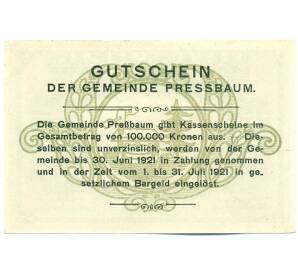 GUTSCHEIN
DER GEMEINDE PRESSBAUM.
Die Gemeinde Preßbaum gibt Kassenscheine im
Gesamtbetrag von 100.000 Kronen aus. / Die-
selben sind unverzinslich, werden von der Ge-
meinde bis 30. Juni 1921 in Zahlung genommen
und in der Zeit vom 1. bis 31. Juli 1921 in ge-
setzlichem Bargeld eingelöst.